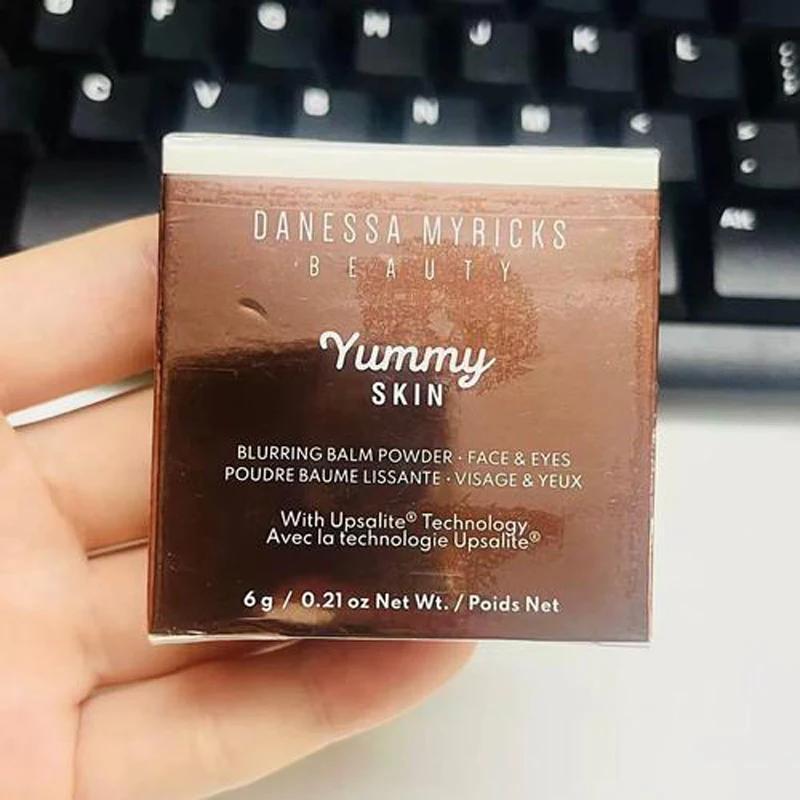 D F G H J K L
C V B N M <
Alt
DANESSA MYRICKS
BEAUTY
Yummy
SKIN
BLURRING BALM POWDER · FACE & EYES
POUDRE BAUME LISSANTE · VISAGE & YEUX
With Upsalite® Technology
Avec la technologie Upsalite®
6 g / 0.21 oz Net Wt. / Poids Net